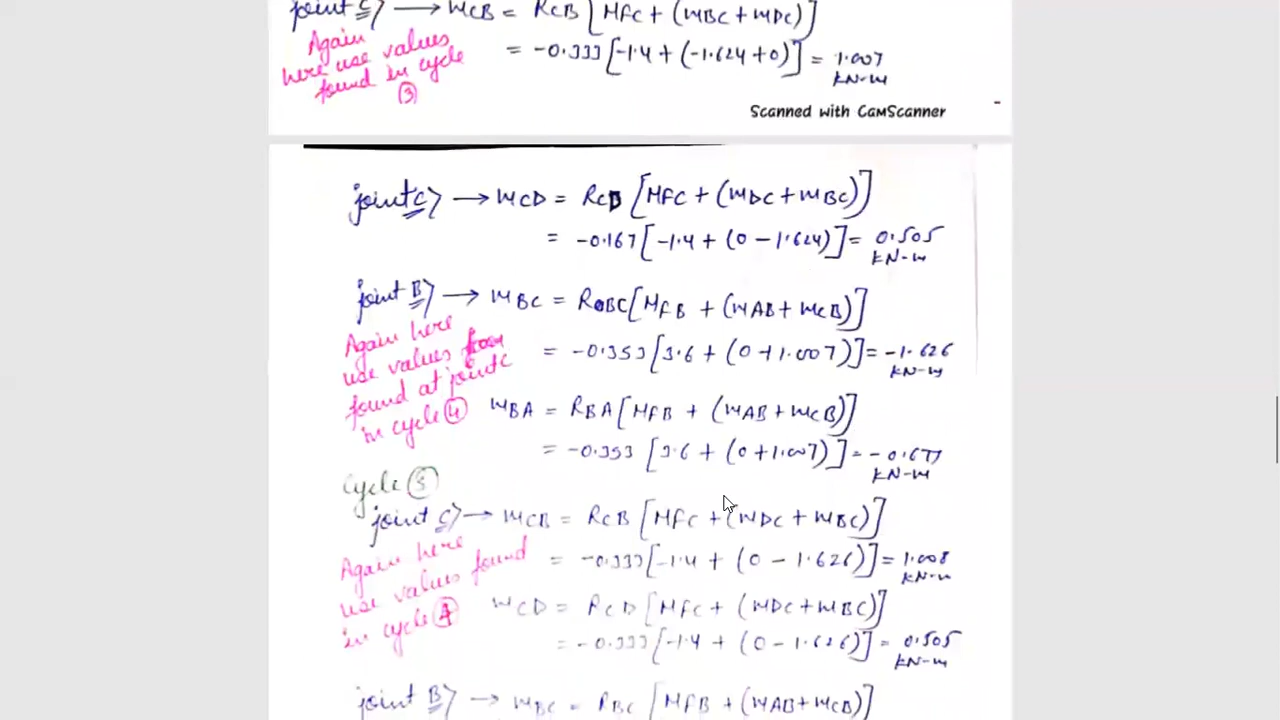 joint C) → MCB = RCB [MFC + (MBC + MDC)]
Again here use values found in cycle ③
= -0.333 [-1.4 + (-1.624 + 0)] = 1.007 kN-m
Scanned with CamScanner
joint C) → MCD = RCD [MFC + (MDC + MBC)]
= -0.167 [-1.4 + (0 - 1.624)] = 0.505 kN-m
joint B) → MBC = RBC [MFB + (MAB + MCB)]
Again here use values from found at joint C in cycle ④
= -0.353 [3.6 + (0 + 1.007)] = -1.626 kN-m
MBA = RBA [MFB + (MAB + MCB)]
= -0.353 [3.6 + (0 + 1.007)] = -0.677 kN-m
Cycle ⑤
joint C) → MCB = RCB [MFC + (MDC + MBC)]
Again here use values found in cycle ④
= -0.333 [-1.4 + (0 - 1.626)] = 1.008 kN-m
MCD = RCD [MFC + (MDC + MBC)]
= -0.333 [-1.4 + (0 - 1.626)] = 0.505 kN-m
joint B) → MBC = RBC [MFB + (MAB + MCB)]